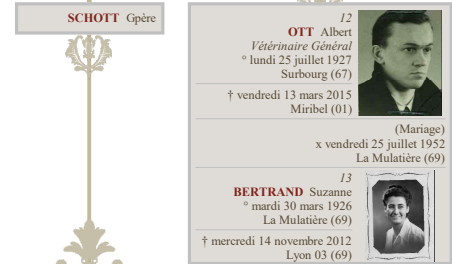 SCHOTT Gpère
12
OTT Albert
Vétérinaire Général
° lundi 25 juillet 1927
Surbourg (67)
† vendredi 13 mars 2015
Miribel (01)
(Mariage)
x vendredi 25 juillet 1952
La Mulatière (69)
13
BERTRAND Suzanne
° mardi 30 mars 1926
La Mulatière (69)
† mercredi 14 novembre 2012
Lyon 03 (69)